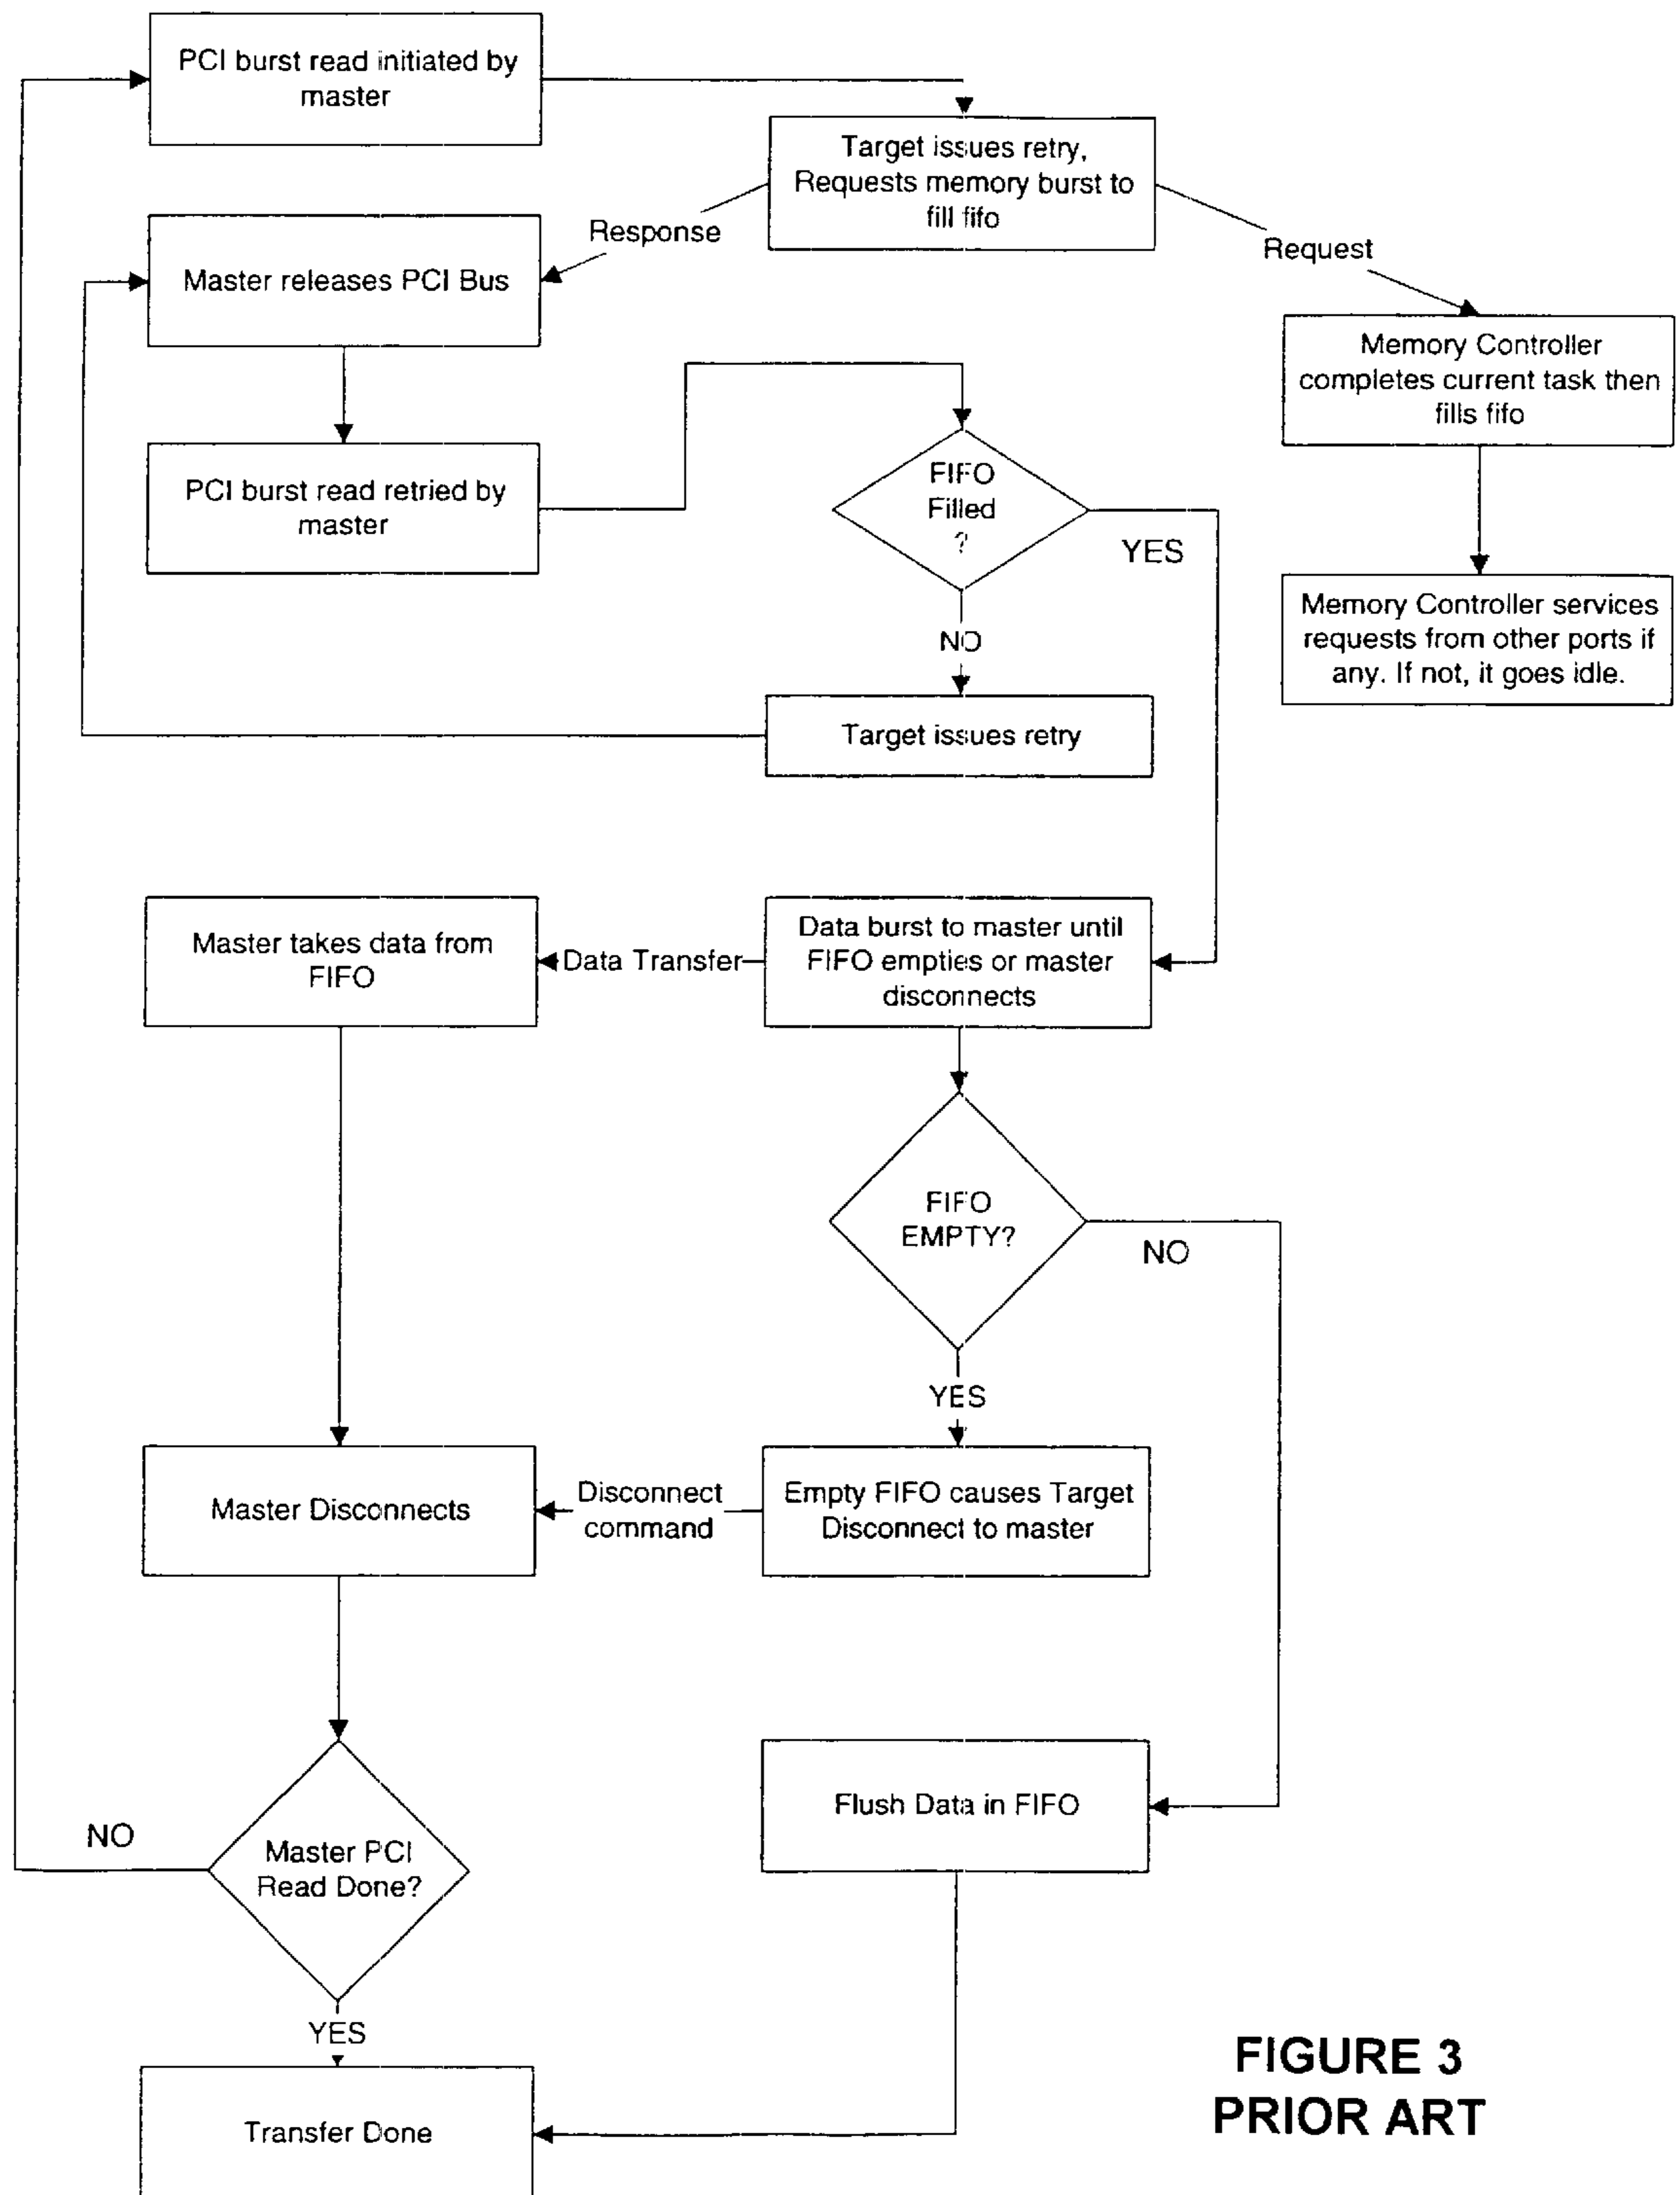 PCI burst read initiated by
master
Target issues retry,
Requests memory burst to
fill fifo
Response
Request
Master releases PCI Bus
Memory Controller
completes current task then
fills fifo
PCI burst read retried by
master
FIFO
Filled
?
YES
NO
Memory Controller services
requests from other ports if
any. If not, it goes idle.
Target issues retry
Master takes data from
FIFO
Data Transfer
Data burst to master until
FIFO empties or master
disconnects
FIFO
EMPTY?
NO
YES
Master Disconnects
Disconnect
command
Empty FIFO causes Target
Disconnect to master
Flush Data in FIFO
NO
Master PCI
Read Done?
YES
Transfer Done
FIGURE 3
PRIOR ART